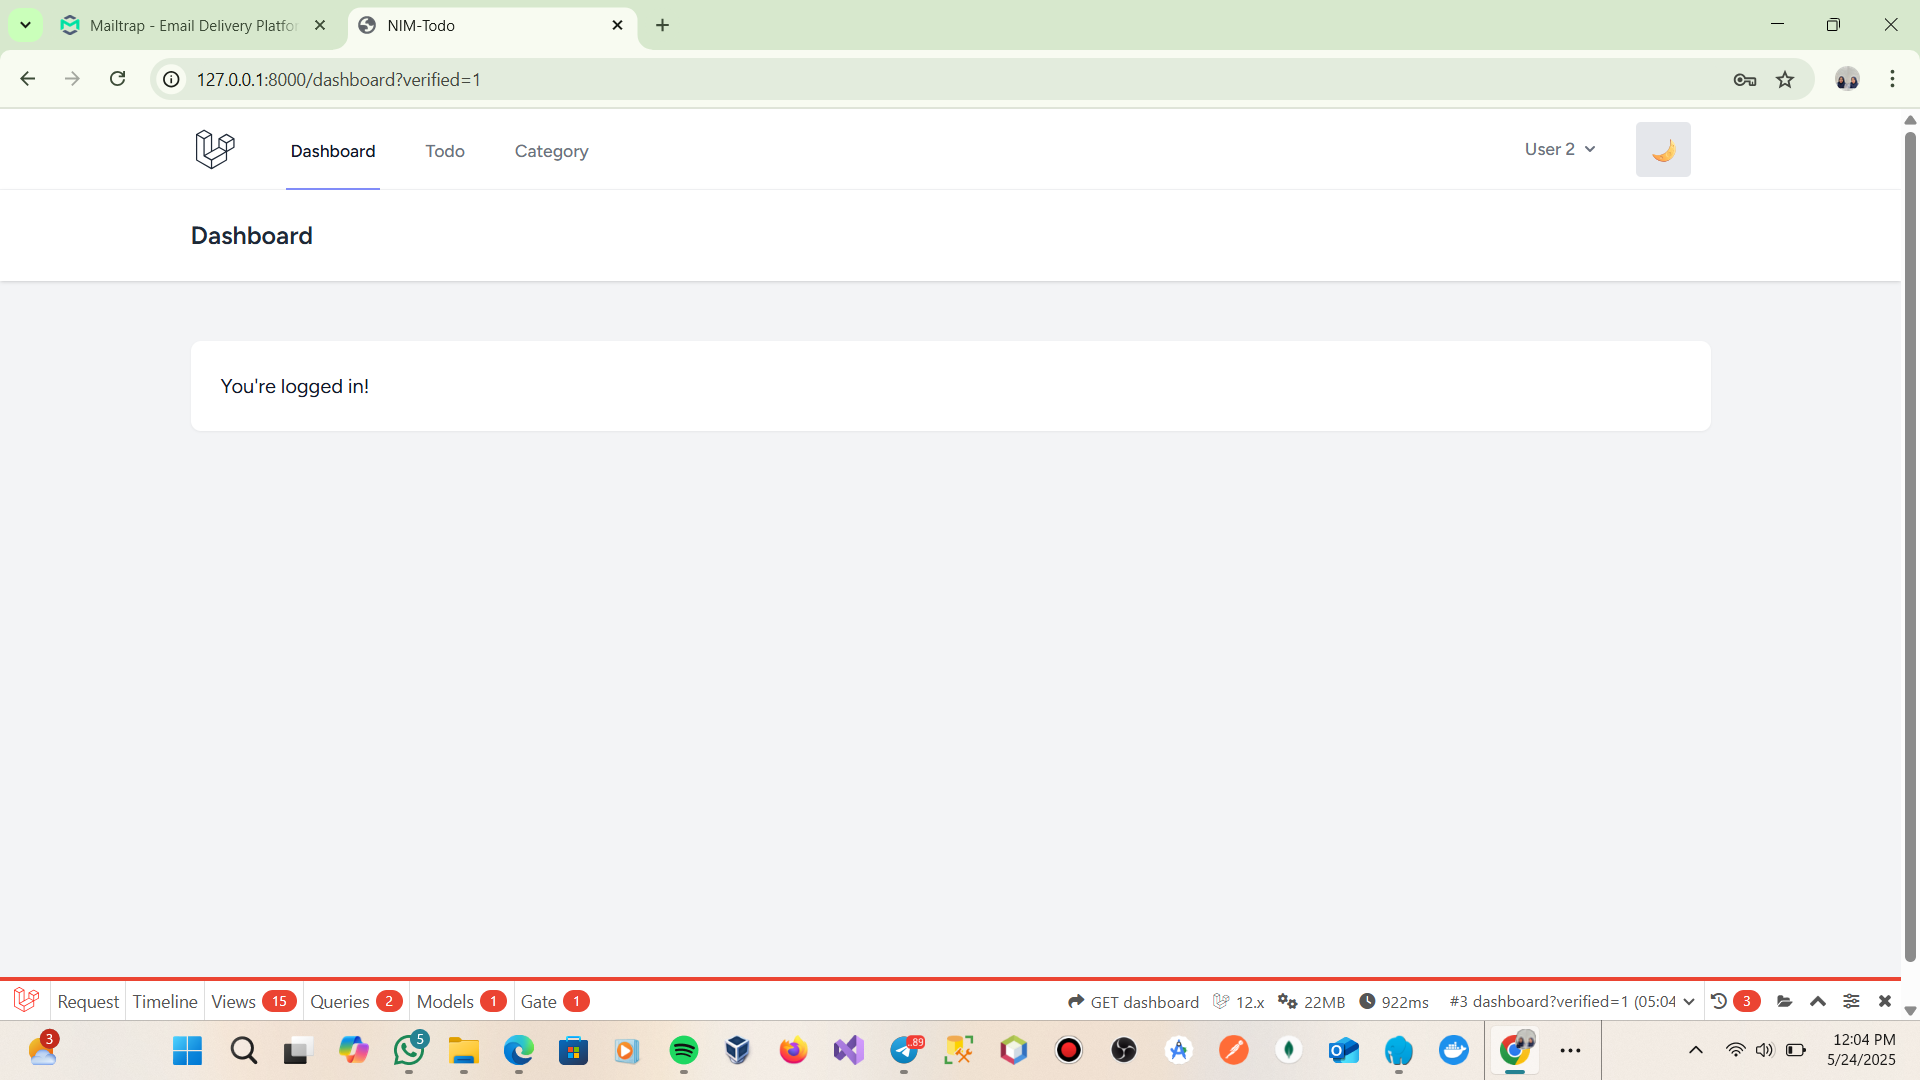 Mailtrap - Email Delivery Platfor
NIM-Todo
127.0.0.1:8000/dashboard?verified=1
Dashboard
Todo
Category
User 2
Dashboard
You're logged in!
Request
Timeline
Views 15
Queries 2
Models 1
Gate 1
GET dashboard
12.x
22MB
922ms
#3 dashboard?verified=1 (05:04
3
3
5
.89
12:04 PM
5/24/2025